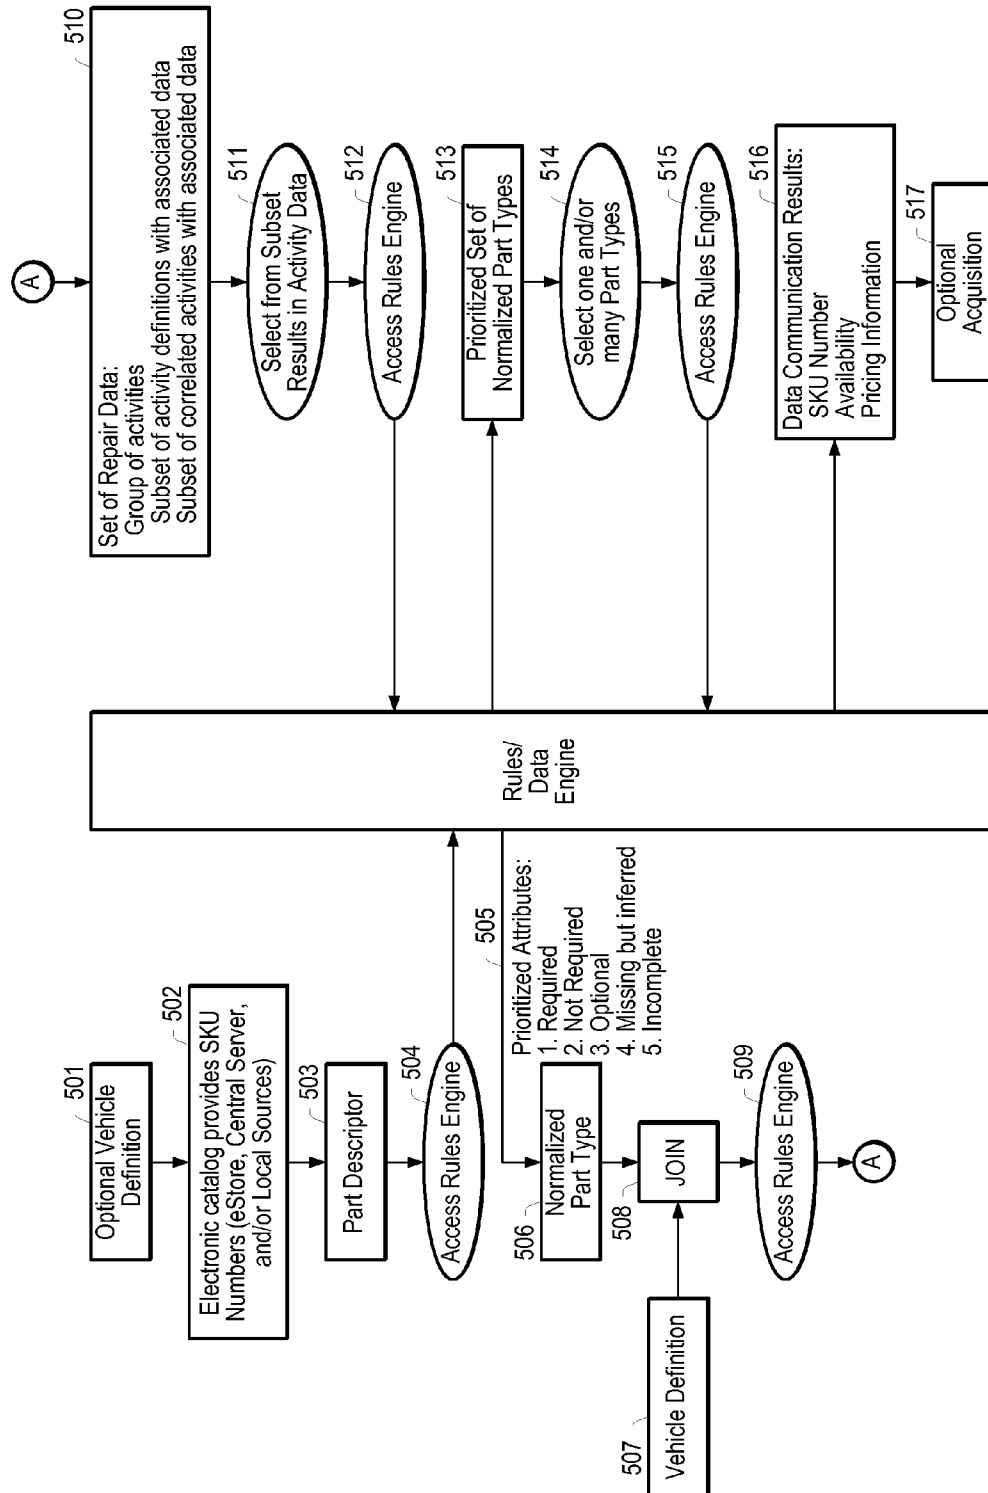 501
Optional Vehicle
Definition
502
Electronic catalog provides SKU
Numbers (eStore, Central Server,
and/or Local Sources)
503
Part Descriptor
504
Access Rules Engine
505
Prioritized Attributes:
1. Required
2. Not Required
3. Optional
4. Missing but inferred
5. Incomplete
506
Normalized
Part Type
507
Vehicle Definition
508
JOIN
509
Access Rules Engine
A
Rules/
Data
Engine
A
510
Set of Repair Data:
Group of activities
Subset of activity definitions with associated data
Subset of correlated activities with associated data
511
Select from Subset
Results in Activity Data
512
Access Rules Engine
513
Prioritized Set of
Normalized Part Types
514
Select one and/or
many Part Types
515
Access Rules Engine
516
Data Communication Results:
SKU Number
Availability
Pricing Information
517
Optional
Acquisition